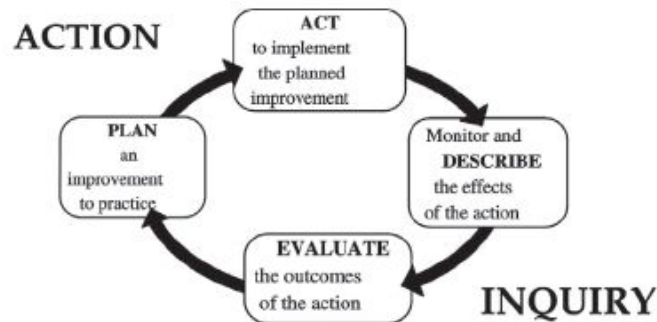 ACTION
ACT
to implement
the planned
improvement
PLAN
an
improvement
to practice
Monitor and
DESCRIBE
the effects
of the action
EVALUATE
the outcomes
of the action
INQUIRY